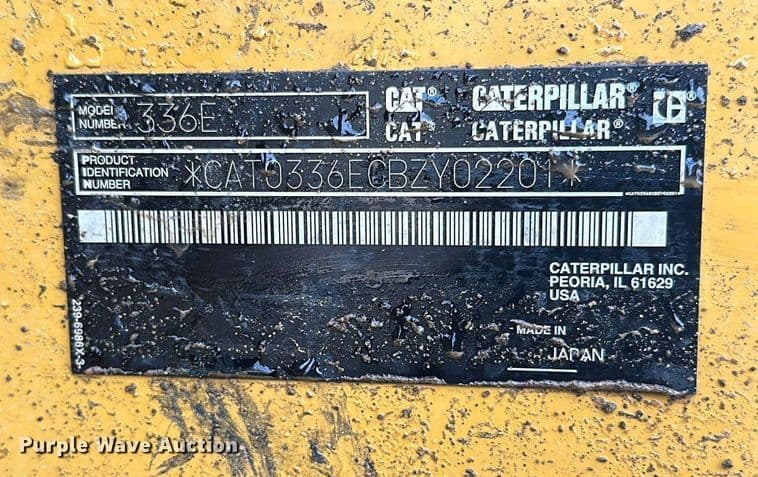 MODEL
NUMBER 336E
CAT® CATERPILLAR®
CAT® CATERPILLAR®
PRODUCT
IDENTIFICATION
NUMBER *CAT0336ECBZY02201*
CATERPILLAR INC.
PEORIA, IL 61629
USA
MADE IN
JAPAN
239-6986X-3
Purple Wave Auction